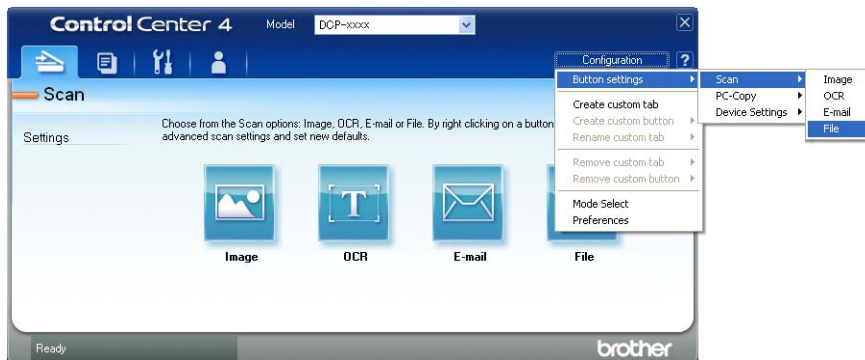 Control Center 4
Model
DCP-xxxx
Configuration
?
Scan
Settings
Choose from the Scan options: Image, OCR, E-mail or File. By right clicking on a button
advanced scan settings and set new defaults.
Image
OCR
E-mail
File
Button settings
Create custom tab
Create custom button
Rename custom tab
Remove custom tab
Remove custom button
Mode Select
Preferences
Scan
PC-Copy
Device Settings
Image
OCR
E-mail
File
T
Ready
brother